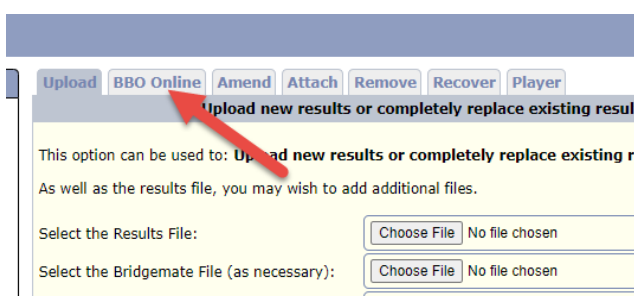 Upload BBO Online Amend Attach Remove Recover Player
Upload new results or completely replace existing
This option can be used to: Upload new results or completely replace existing
As well as the results file, you may wish to add additional files.
Select the Results File: Choose File No file chosen
Select the Bridgemate File (as necessary): Choose File No file chosen